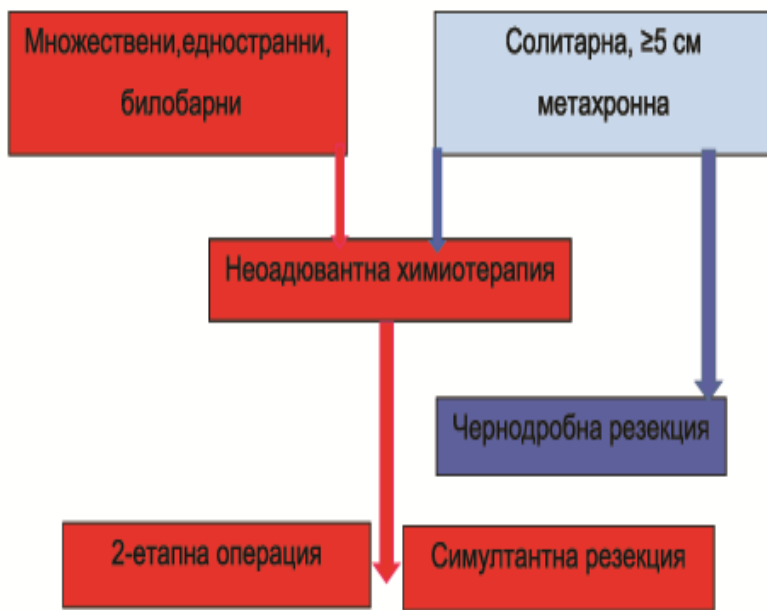 Множествени,едностранни,
билобарни
Солитарна, ≥5 см
метахронна
Неоадювантна химиотерапия
Чернодробна резекция
2-етапна операция
Симултантна резекция